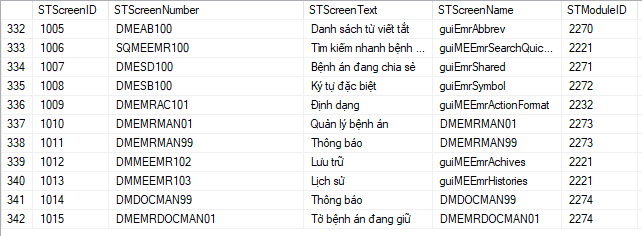 STScreenID STScreenNumber STScreenText STScreenName STModuleID
332 1005 DMEAB100 Danh sách từ viết tắt guiEmrAbbrev 2270
333 1006 SQMEEMR100 Tìm kiếm nhanh bệnh ... guiMEEmrSearchQuic... 2221
334 1007 DMESD100 Bệnh án đang chia sẻ guiEmrShared 2271
335 1008 DMESB100 Ký tự đặc biệt guiEmrSymbol 2272
336 1009 DMEMRAC101 Định dạng guiMEEmrActionFormat 2232
337 1010 DMEMRMAN01 Quản lý bệnh án DMEMRMAN01 2273
338 1011 DMEMRMAN99 Thông báo DMEMRMAN99 2273
339 1012 DMMEEMR102 Lưu trữ guiMEEmrAchives 2221
340 1013 DMMEEMR103 Lịch sử guiMEEmrHistories 2221
341 1014 DMDOCMAN99 Thông báo DMDOCMAN99 2274
342 1015 DMEMRDOCMAN01 Tờ bệnh án đang giữ DMEMRDOCMAN01 2274